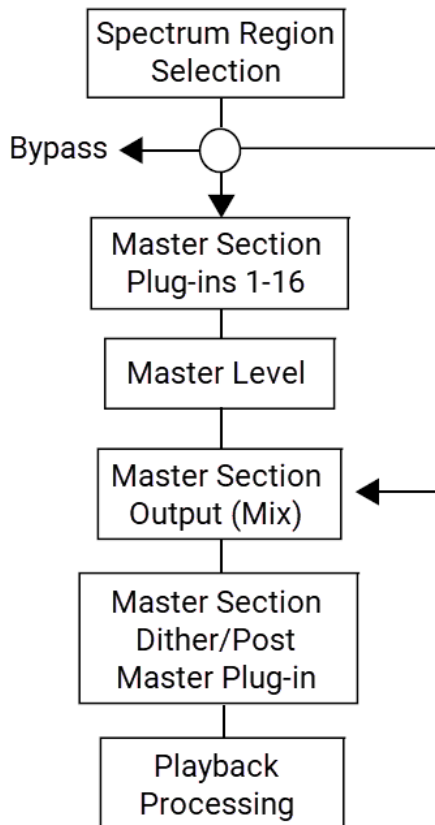 Spectrum Region
Selection
Bypass
Master Section
Plug-ins 1-16
Master Level
Master Section
Output (Mix)
Master Section
Dither/Post
Master Plug-in
Playback
Processing